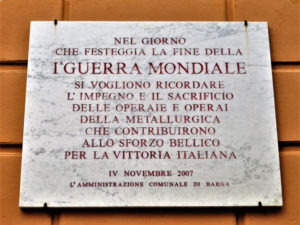 NEL GIORNO
CHE FESTEGGIA LA FINE DELLA
Iª GUERRA MONDIALE
SI VOGLIONO RICORDARE
L'IMPEGNO E IL SACRIFICIO
DELLE OPERAIE E OPERAI
DELLA METALLURGICA
CHE CONTRIBUIRONO
ALLO SFORZO BELLICO
PER LA VITTORIA ITALIANA
IV NOVEMBRE 2007
L'AMMINISTRAZIONE COMUNALE DI BARGA